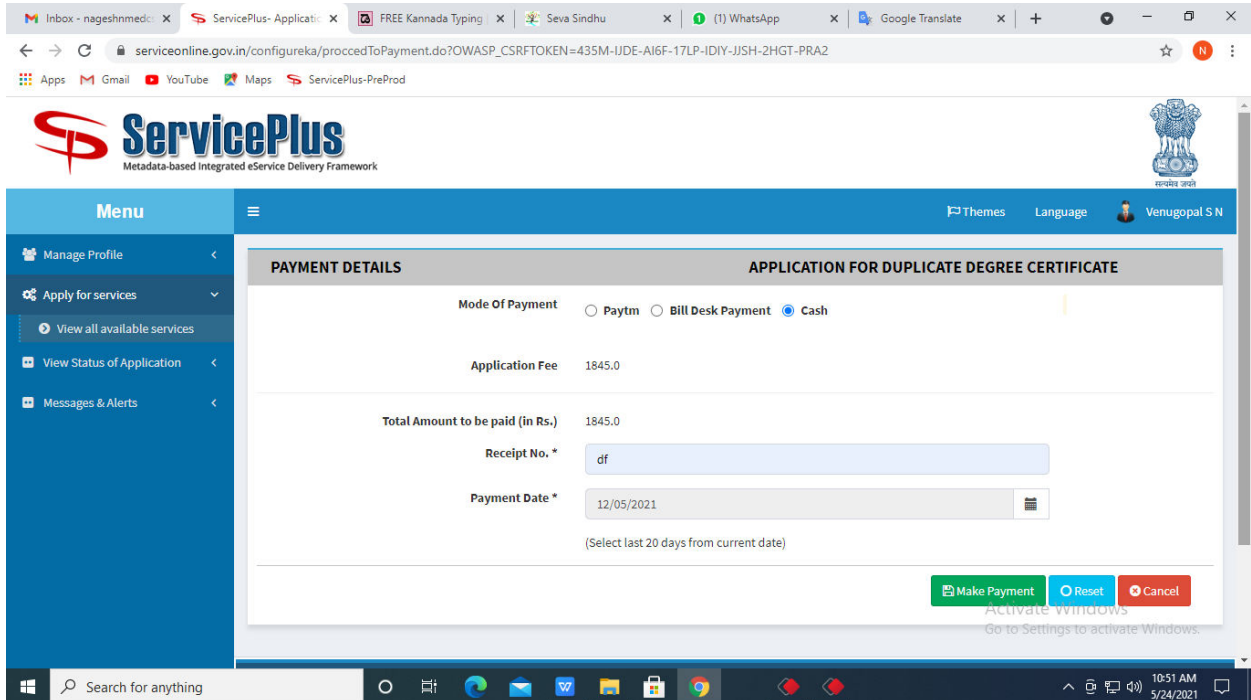 Inbox - nageshnmedc
ServicePlus- Applicatic
FREE Kannada Typing
Seva Sindhu
(1) WhatsApp
Google Translate
serviceonline.gov.in/configureka/proccedToPayment.do?OWASP_CSRFTOKEN=435M-IJDE-AI6F-17LP-IDIY-JJSH-2HGT-PRA2
N
Apps Gmail YouTube Maps ServicePlus-PreProd
ServicePlus
Metadata-based Integrated eService Delivery Framework
सत्यमेव जयते
Menu
Themes Language Venugopal S N
Manage Profile
Apply for services
View all available services
View Status of Application
Messages & Alerts
PAYMENT DETAILS APPLICATION FOR DUPLICATE DEGREE CERTIFICATE
Mode Of Payment Paytm Bill Desk Payment Cash
Application Fee 1845.0
Total Amount to be paid (in Rs.) 1845.0
Receipt No. * df
Payment Date * 12/05/2021
(Select last 20 days from current date)
Make Payment Reset Cancel
Activate Windows
Go to Settings to activate Windows.
Search for anything
10:51 AM
5/24/2021